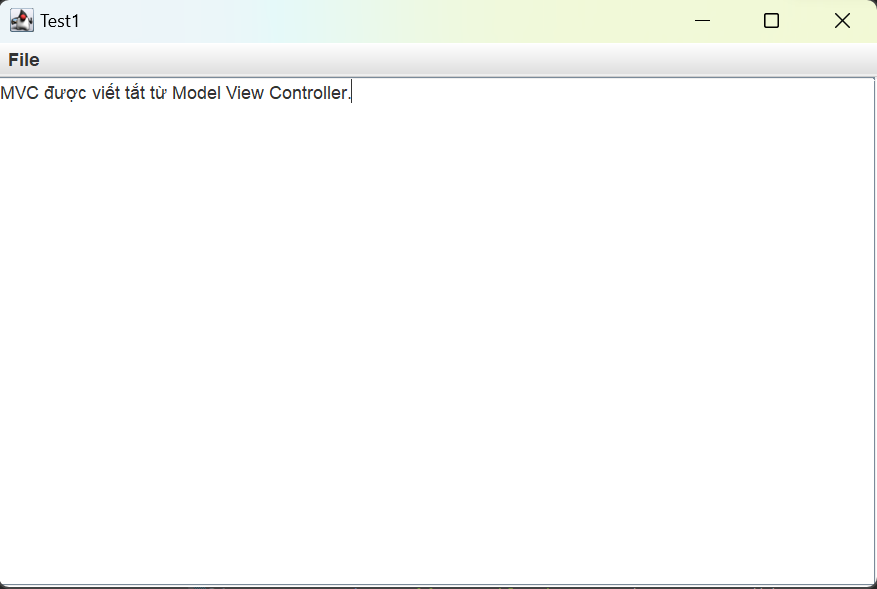 Test1
File
MVC được viết tắt từ Model View Controller.